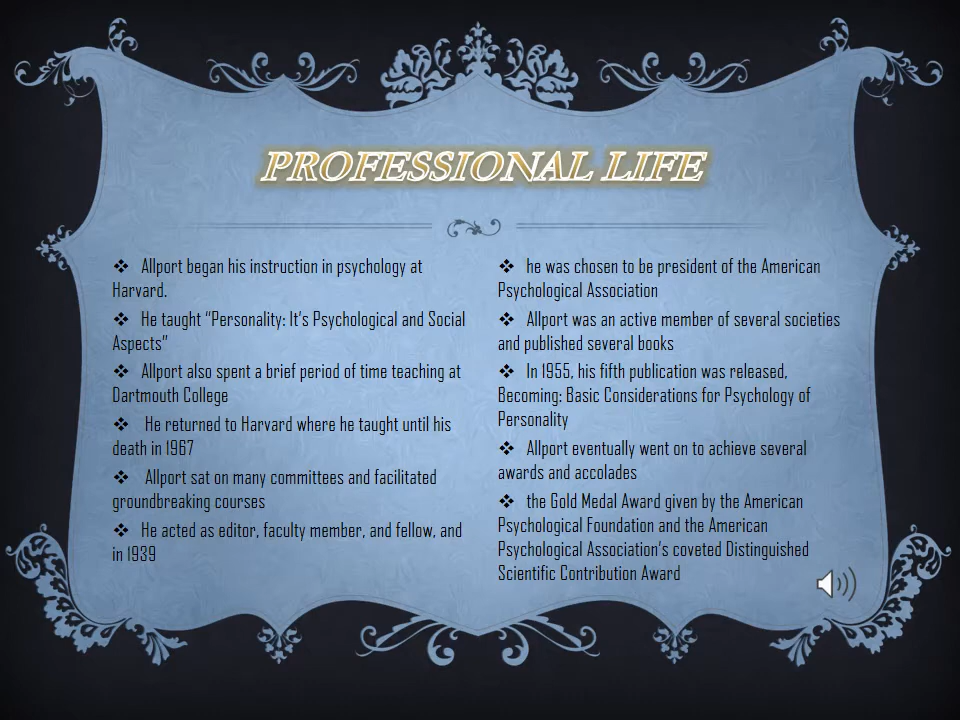 PROFESSIONAL LIFE
❖ Allport began his instruction in psychology at
Harvard.
❖ He taught “Personality: It’s Psychological and Social
Aspects”
❖ Allport also spent a brief period of time teaching at
Dartmouth College
❖ He returned to Harvard where he taught until his
death in 1967
❖ Allport sat on many committees and facilitated
groundbreaking courses
❖ He acted as editor, faculty member, and fellow, and
in 1939
❖ he was chosen to be president of the American
Psychological Association
❖ Allport was an active member of several societies
and published several books
❖ In 1955, his fifth publication was released,
Becoming: Basic Considerations for Psychology of
Personality
❖ Allport eventually went on to achieve several
awards and accolades
❖ the Gold Medal Award given by the American
Psychological Foundation and the American
Psychological Association’s coveted Distinguished
Scientific Contribution Award